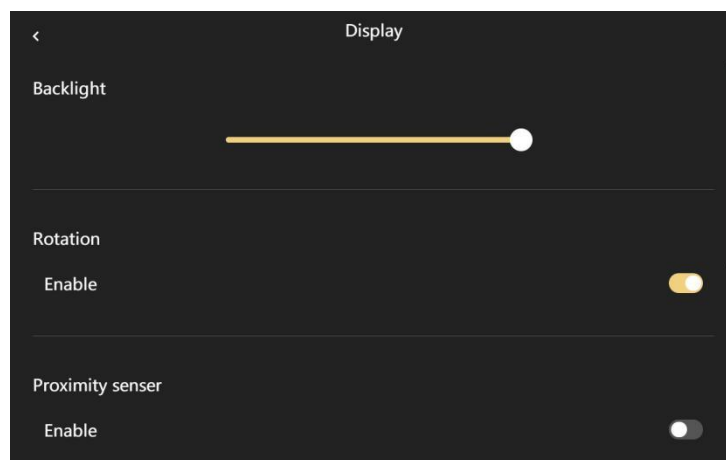 Display
Backlight
Rotation
Enable
Proximity senser
Enable